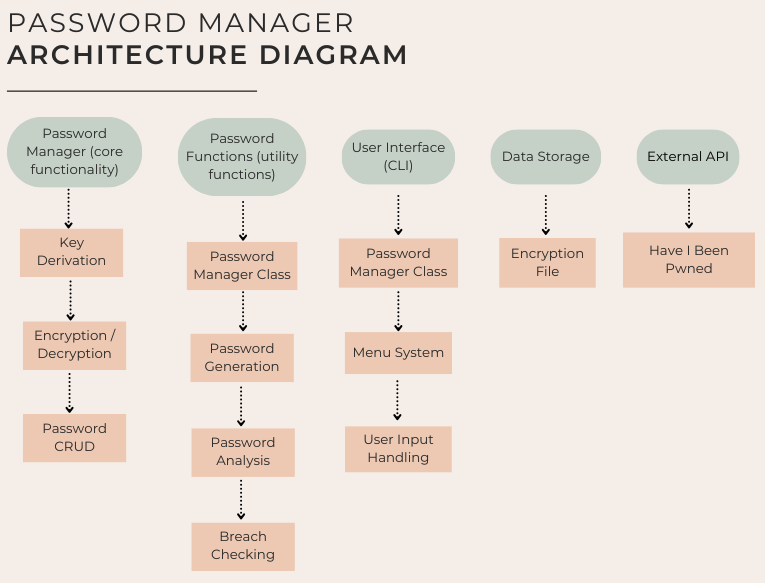 PASSWORD MANAGER
ARCHITECTURE DIAGRAM
Password
Manager (core
functionality)
Key
Derivation
Encryption /
Decryption
Password
CRUD
Password
Functions (utility
functions)
Password
Manager Class
Password
Generation
Password
Analysis
Breach
Checking
User Interface
(CLI)
Password
Manager Class
Menu System
User Input
Handling
Data Storage
Encryption
File
External API
Have I Been
Pwned